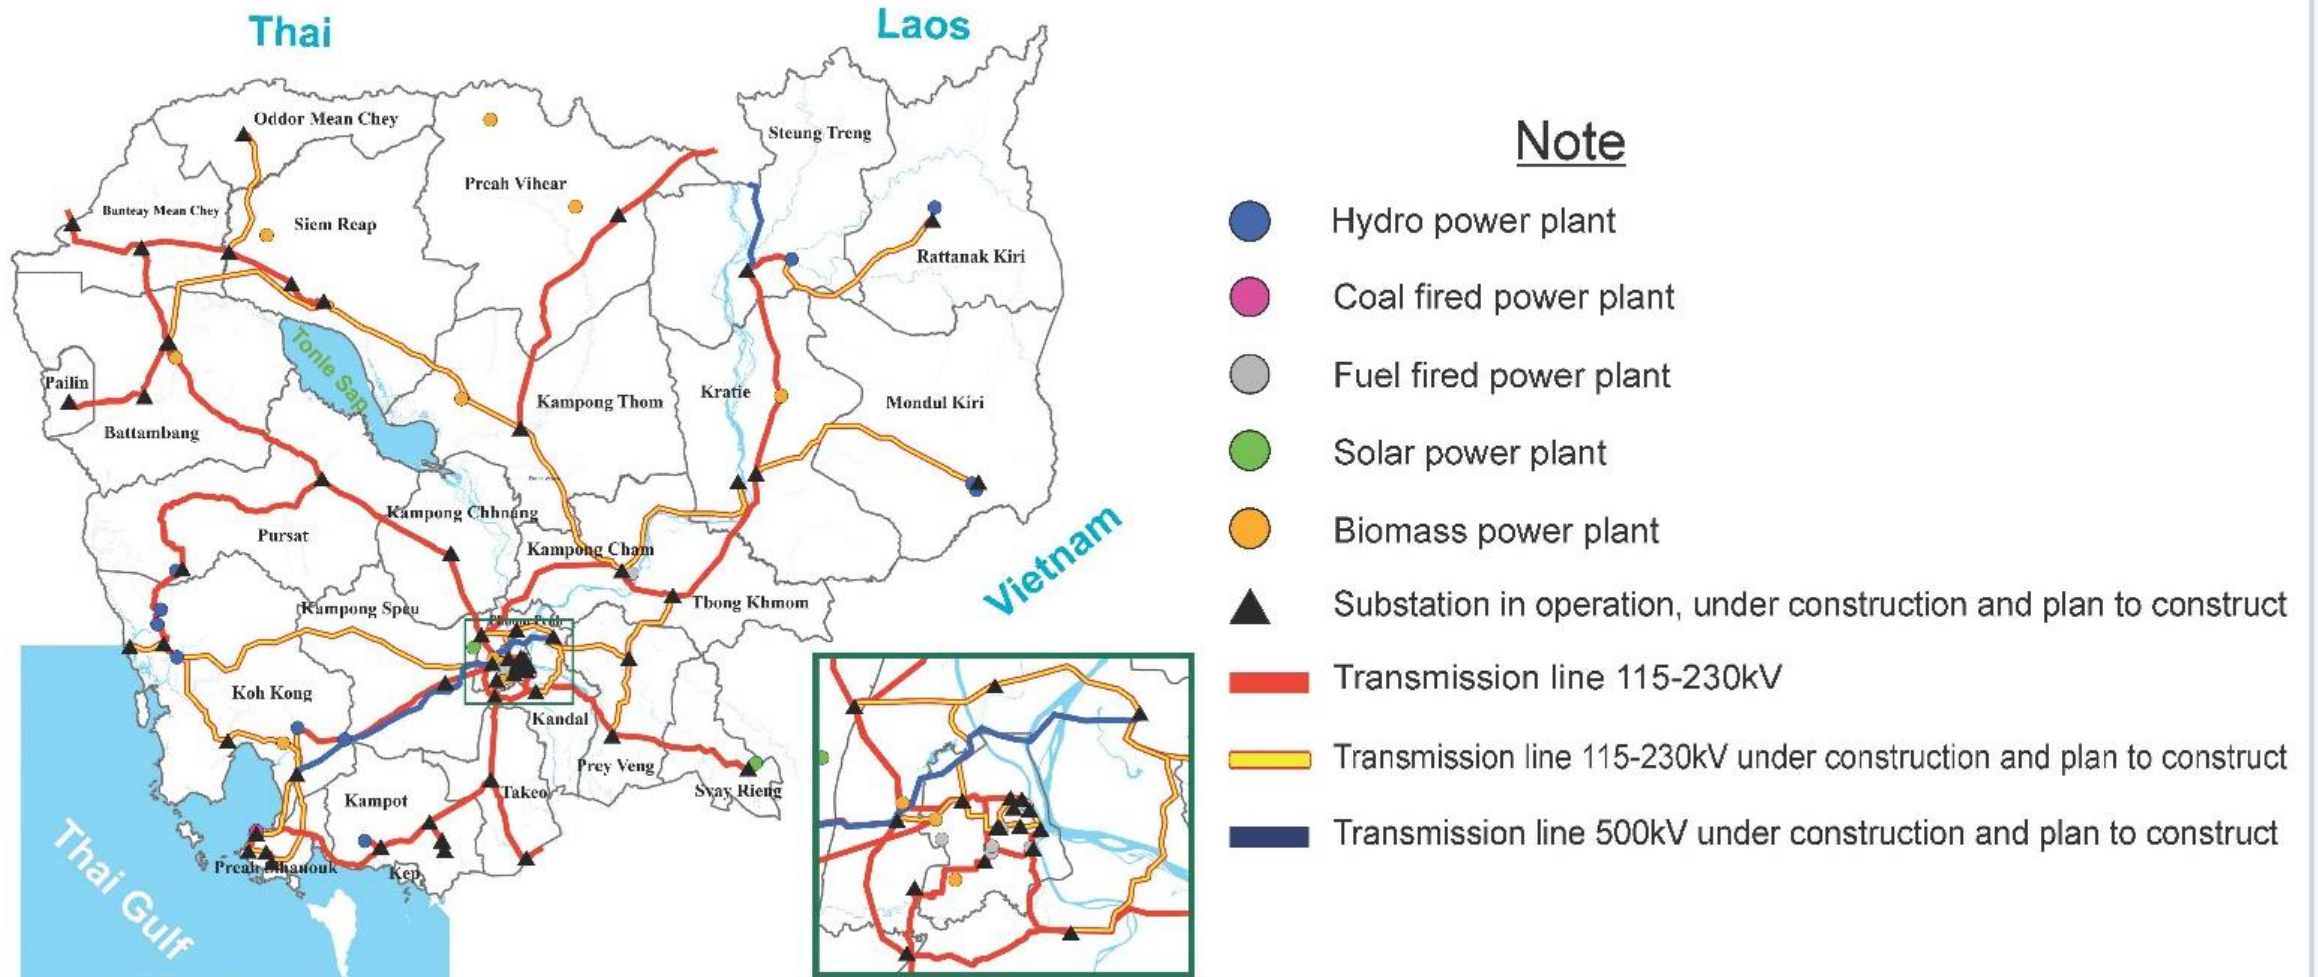 Thai
Laos
Oddor Mean Chey
Steung Treng
Preah Vihear
Banteay Mean Chey
Siem Reap
Rattanak Kiri
Tonle Sap
Pailin
Kampong Thom
Kratie
Mondul Kiri
Battambang
Kampong Chhnang
Pursat
Kampong Cham
Vietnam
Kampong Speu
Tbong Khmom
Phnom Penh
Koh Kong
Kandal
Prey Veng
Svay Rieng
Kampot
Takeo
Preah Sihanouk
Kep
Thai Gulf
Note
Hydro power plant
Coal fired power plant
Fuel fired power plant
Solar power plant
Biomass power plant
Substation in operation, under construction and plan to construct
Transmission line 115-230kV
Transmission line 115-230kV under construction and plan to construct
Transmission line 500kV under construction and plan to construct